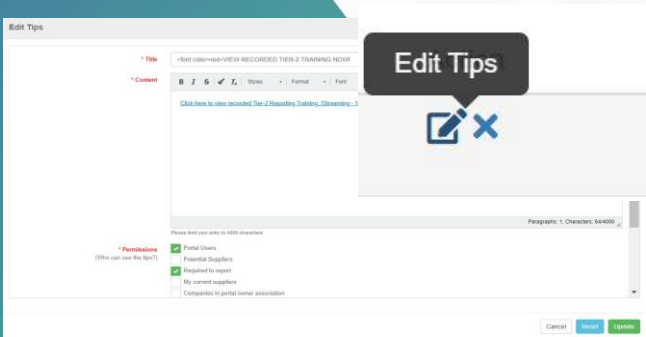 Edit Tips
* Title
<font color=red>VIEW RECORDED TIER-2 TRAINING NOW!
* Content
B I S Tx Styles Format Font
Click here to view recorded Tier-2 Reporting Training. (Streaming -
Paragraphs: 1, Characters: 64/4000
Please limit your entry to 4000 characters
* Permissions
(Who can see the tips?)
Portal Users
Potential Suppliers
Required to report
My current suppliers
Companies in portal owner association
Cancel Reset Update
Edit Tips